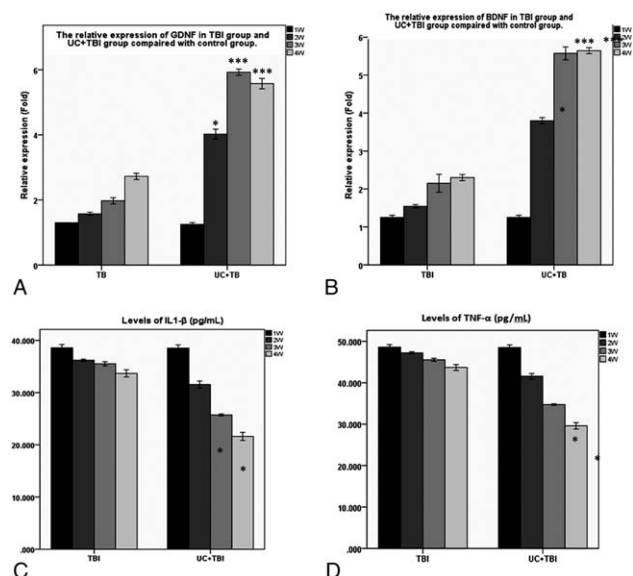 The relative expression of GDNF in TBI group and
UC+TBI group compaired with control group.
1W
2W
3W
4W
Relative expression (Fold)
6
4
2
0
*
***
***
TB
UC+TB
A
The relative expression of BDNF in TBI group and
UC+TBI group compaired with control group.
1W
2W
3W
4W
Relative expression (Fold)
6
5
4
3
2
1
0
*
***
***
TBI
UC+TB
B
Levels of IL1-β (pg/mL)
1W
2W
3W
4W
40.000
30.000
20.000
10.000
.000
*
*
TBI
UC+TBI
C
Levels of TNF-α (pg/mL)
1W
2W
3W
4W
50.000
40.000
30.000
20.000
10.000
.000
*
*
TBI
UC+TBI
D